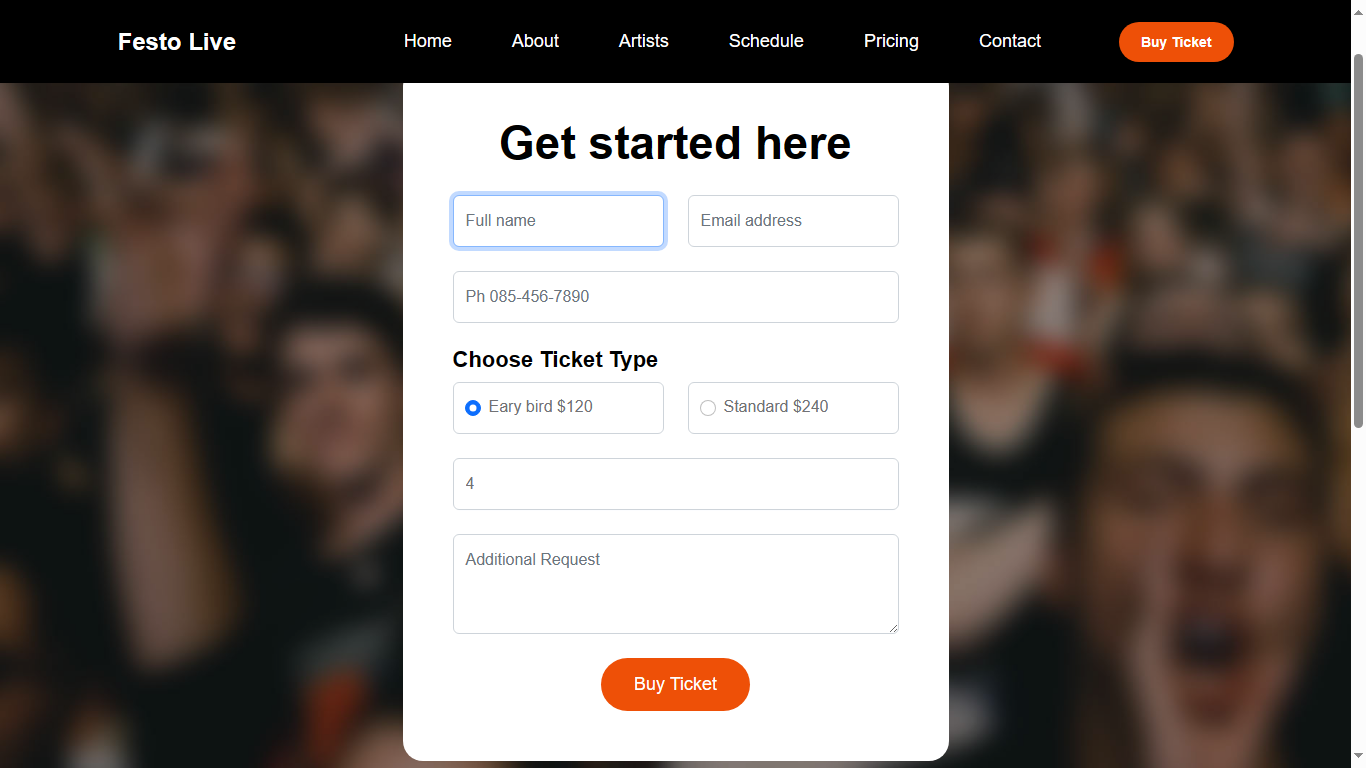 Festo Live
Home About Artists Schedule Pricing Contact
Buy Ticket
Get started here
Full name
Email address
Ph 085-456-7890
Choose Ticket Type
Eary bird $120
Standard $240
4
Additional Request
Buy Ticket